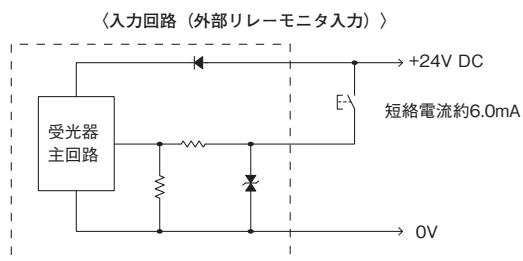 〈入力回路（外部リレーモニタ入力）〉
+24V DC
短絡電流約6.0mA
受光器
主回路
0V